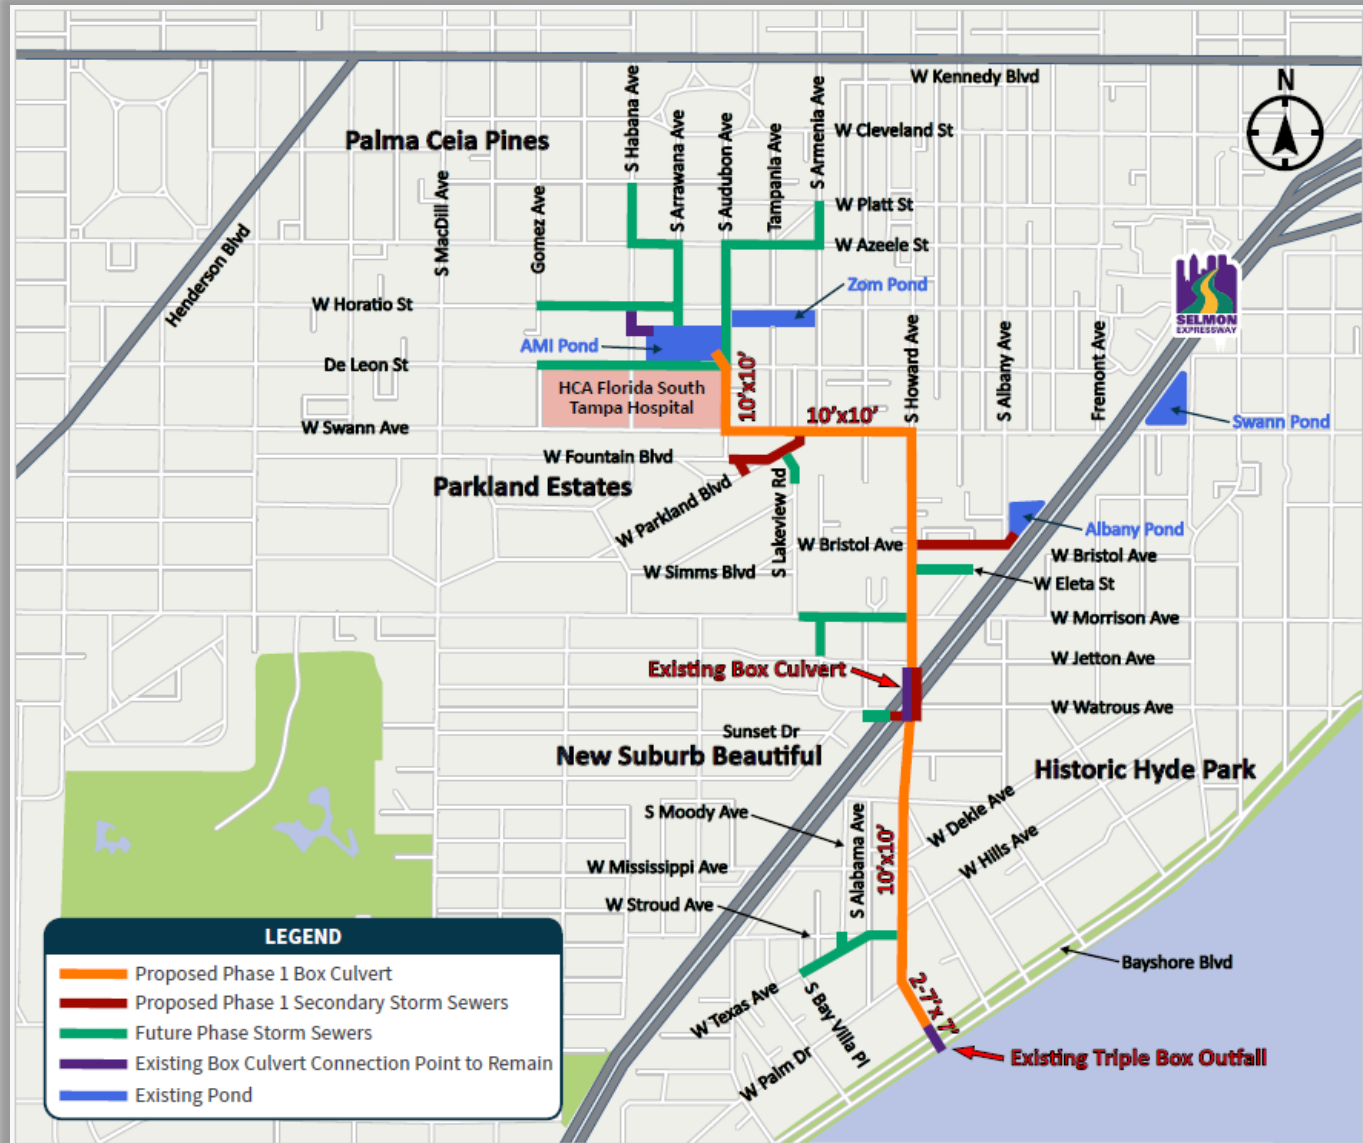 N
W Kennedy Blvd
W Cleveland St
Palma Ceia Pines
S Habana Ave
S Arrawana Ave
S Audubon Ave
Tampania Ave
S Armenia Ave
S MacDill Ave
Gomez Ave
W Platt St
W Azeele St
Henderson Blvd
Zom Pond
W Horatio St
SELMON
EXPRESSWAY
AMI Pond
De Leon St
HCA Florida South
Tampa Hospital
10'x10'
10'x10'
S Howard Ave
S Albany Ave
Fremont Ave
Swann Pond
W Swann Ave
W Fountain Blvd
Parkland Estates
W Parkland Blvd
S Lakeview Rd
Albany Pond
W Bristol Ave
W Bristol Ave
W Simms Blvd
W Eleta St
W Morrison Ave
Existing Box Culvert
W Jetton Ave
W Watrous Ave
Sunset Dr
New Suburb Beautiful
Historic Hyde Park
S Moody Ave
S Alabama Ave
10'x10'
W Dekle Ave
W Hills Ave
W Mississippi Ave
W Stroud Ave
Bayshore Blvd
2-7'x 7'
W Texas Ave
S Bay Villa Pl
W Palm Dr
Existing Triple Box Outfall
LEGEND
Proposed Phase 1 Box Culvert
Proposed Phase 1 Secondary Storm Sewers
Future Phase Storm Sewers
Existing Box Culvert Connection Point to Remain
Existing Pond